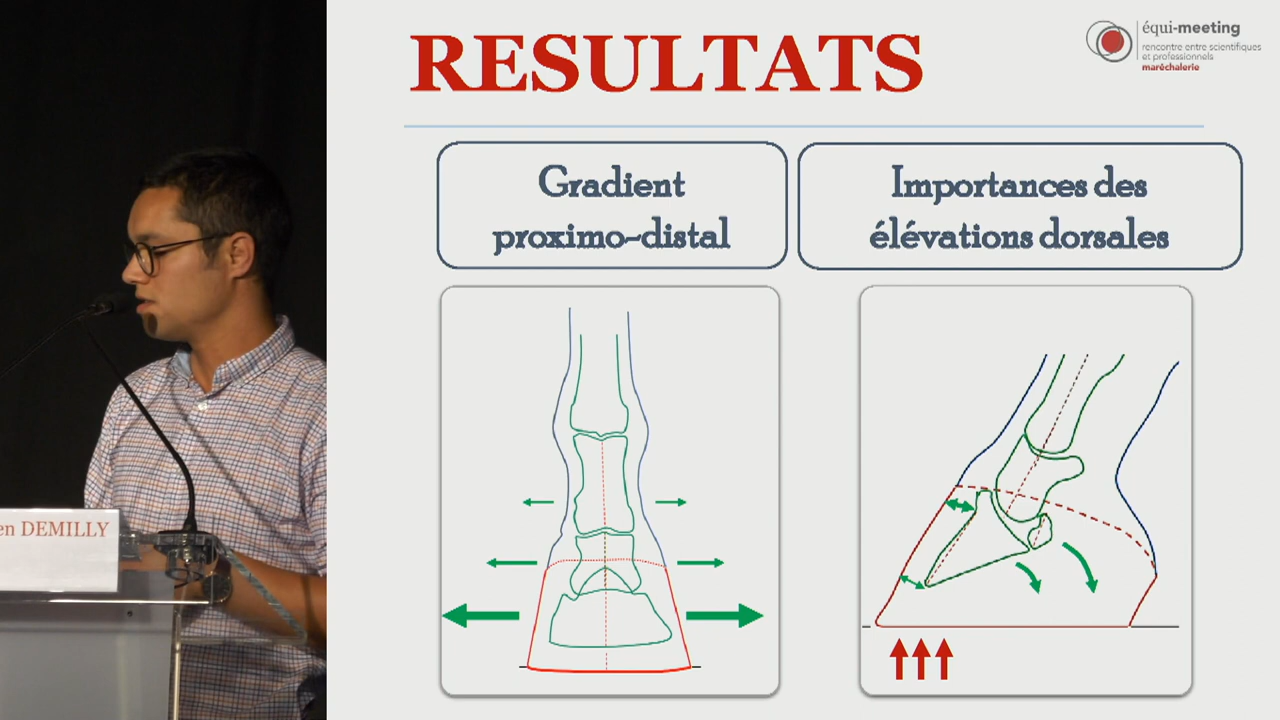 RESULTATS
équi-meeting
rencontre entre scientifiques
et professionnels
maréchalerie
Gradient
proximo-distal
Importances des
élévations dorsales
en DEMILLY